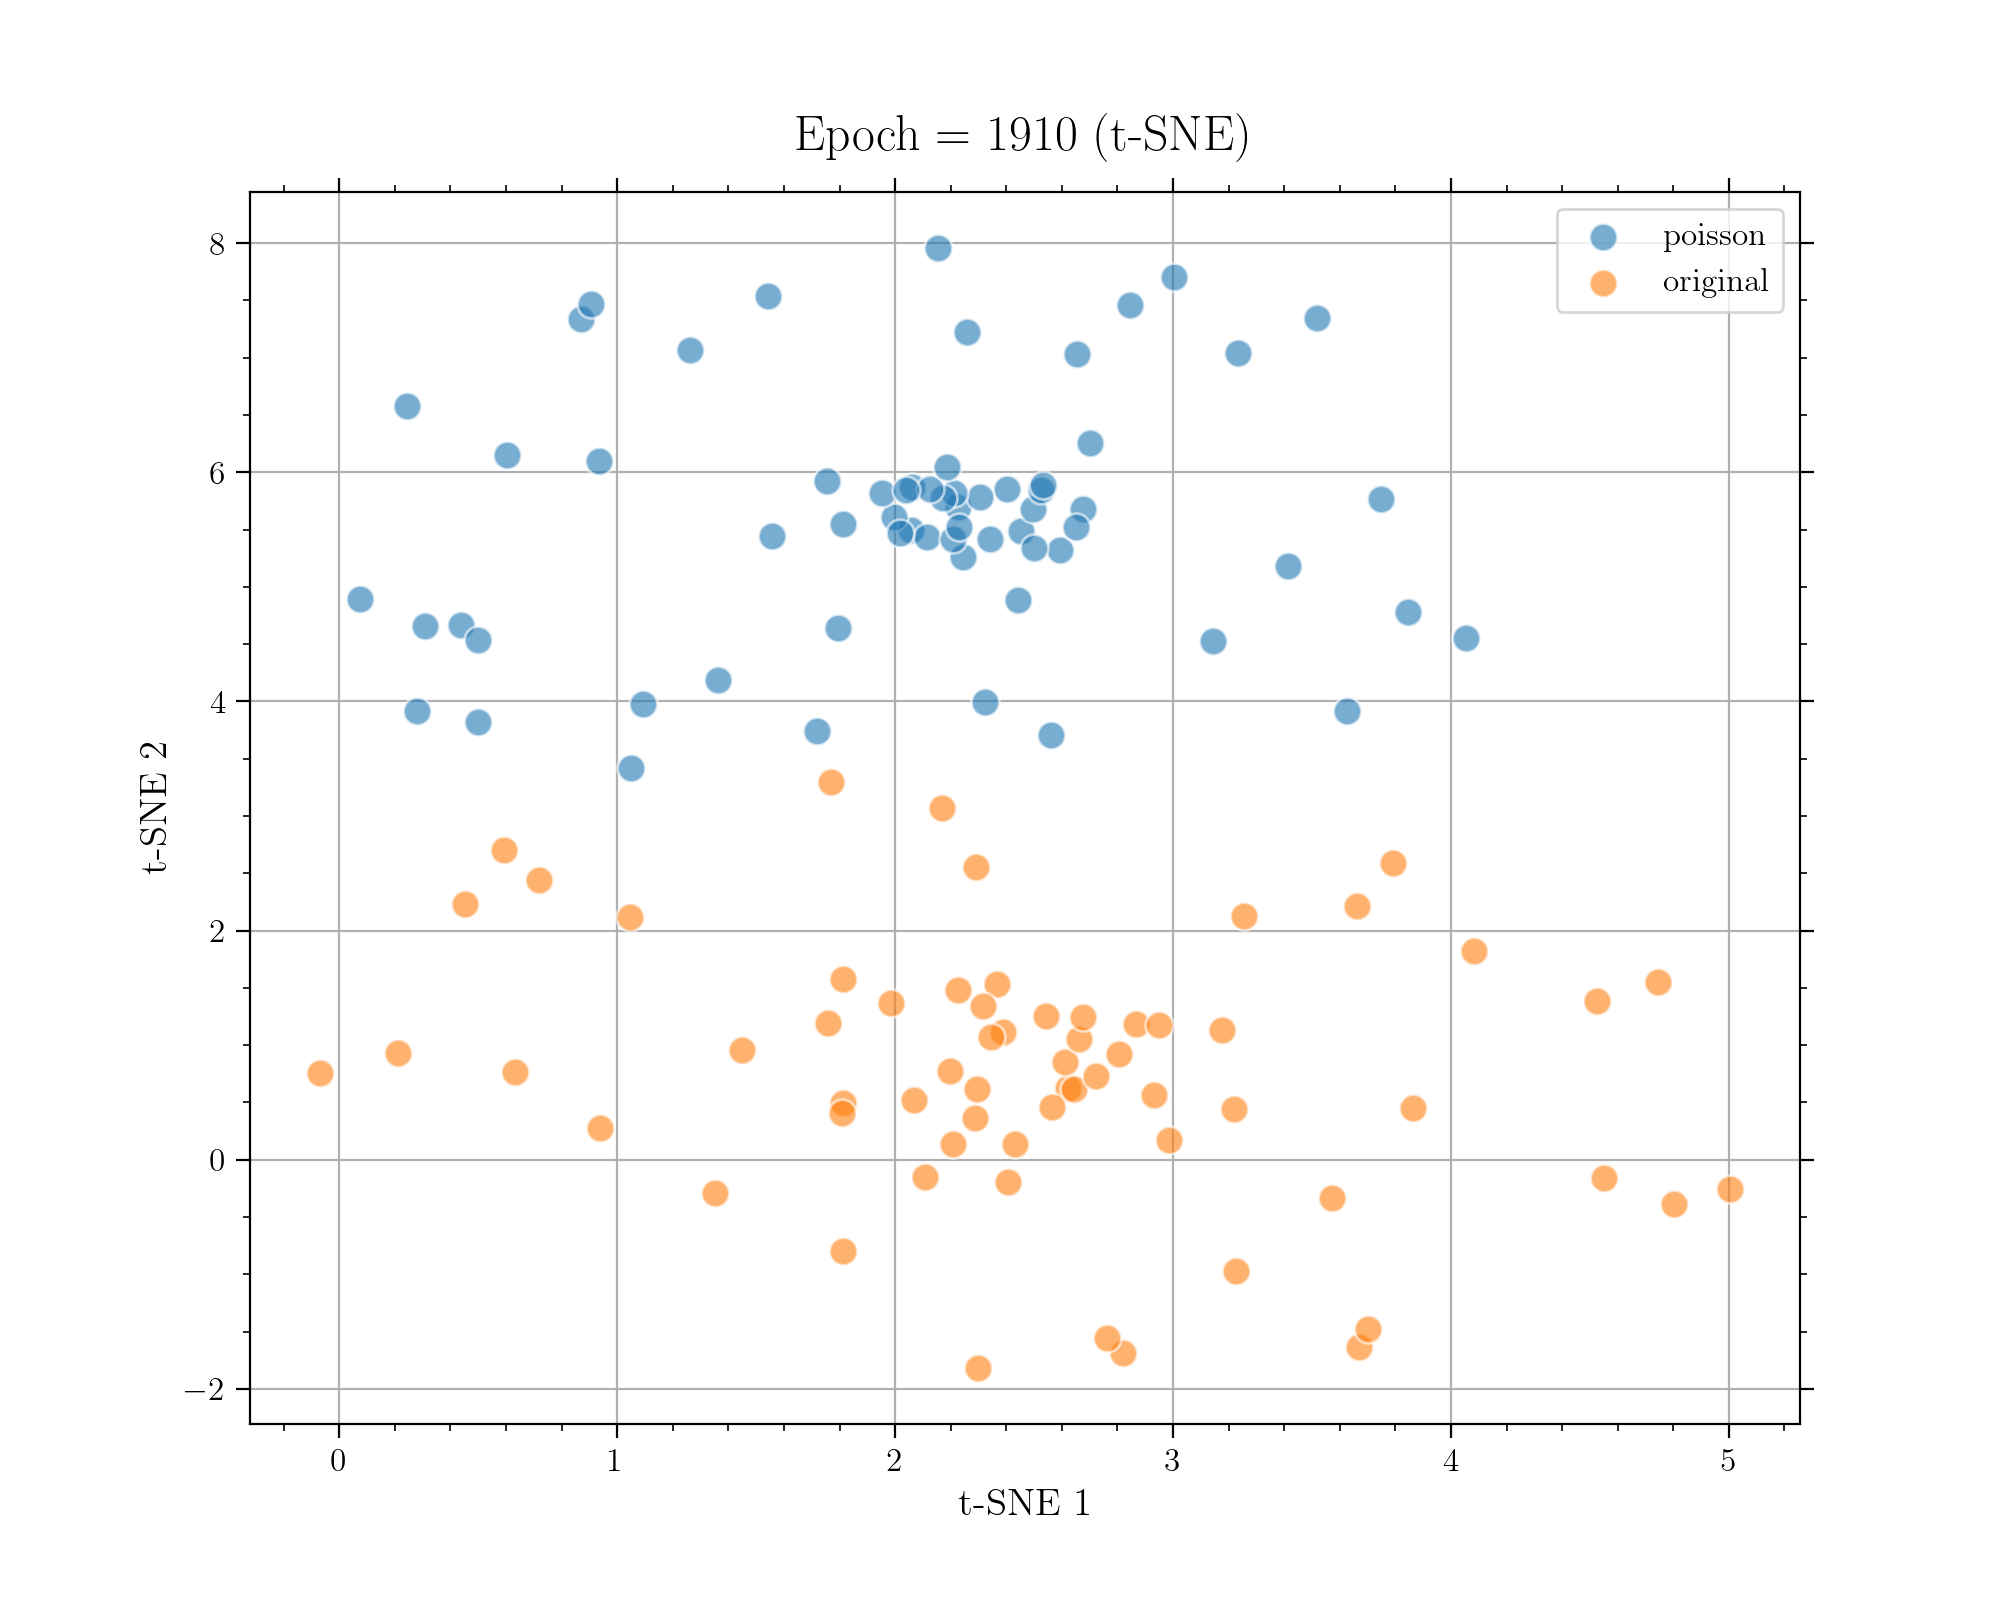 Epoch = 1910 (t-SNE)
poisson
original
8
6
4
2
0
−2
t-SNE 2
0
1
2
3
4
5
t-SNE 1